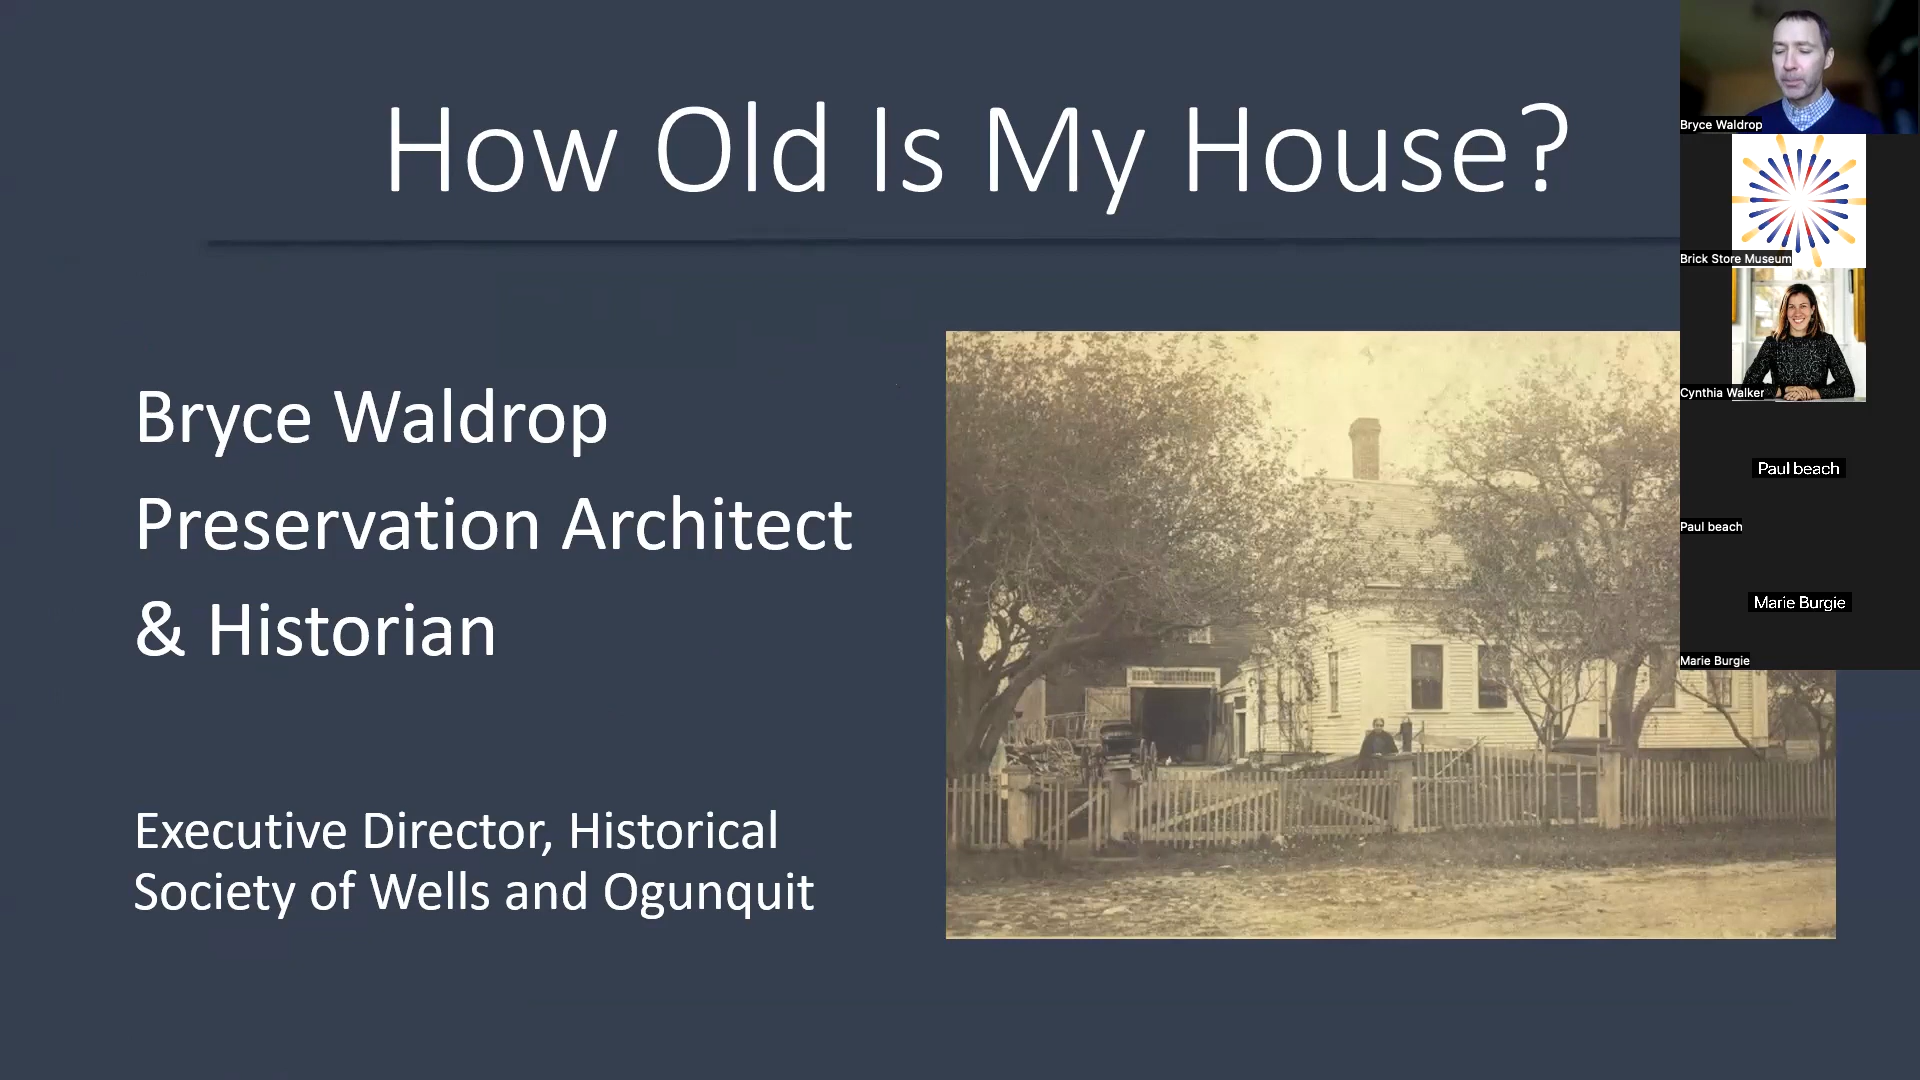 How Old Is My House?
Bryce Waldrop
Preservation Architect
& Historian
Executive Director, Historical
Society of Wells and Ogunquit
Bryce Waldrop
Brick Store Museum
Cynthia Walker
Paul beach
Paul beach
Marie Burgie
Marie Burgie